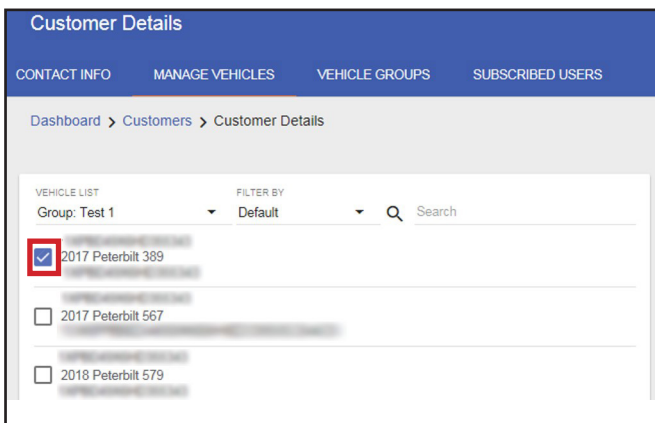 Customer Details
CONTACT INFO MANAGE VEHICLES VEHICLE GROUPS SUBSCRIBED USERS
Dashboard > Customers > Customer Details
VEHICLE LIST FILTER BY
Group: Test 1 Default Search
2017 Peterbilt 389
2017 Peterbilt 567
2018 Peterbilt 579